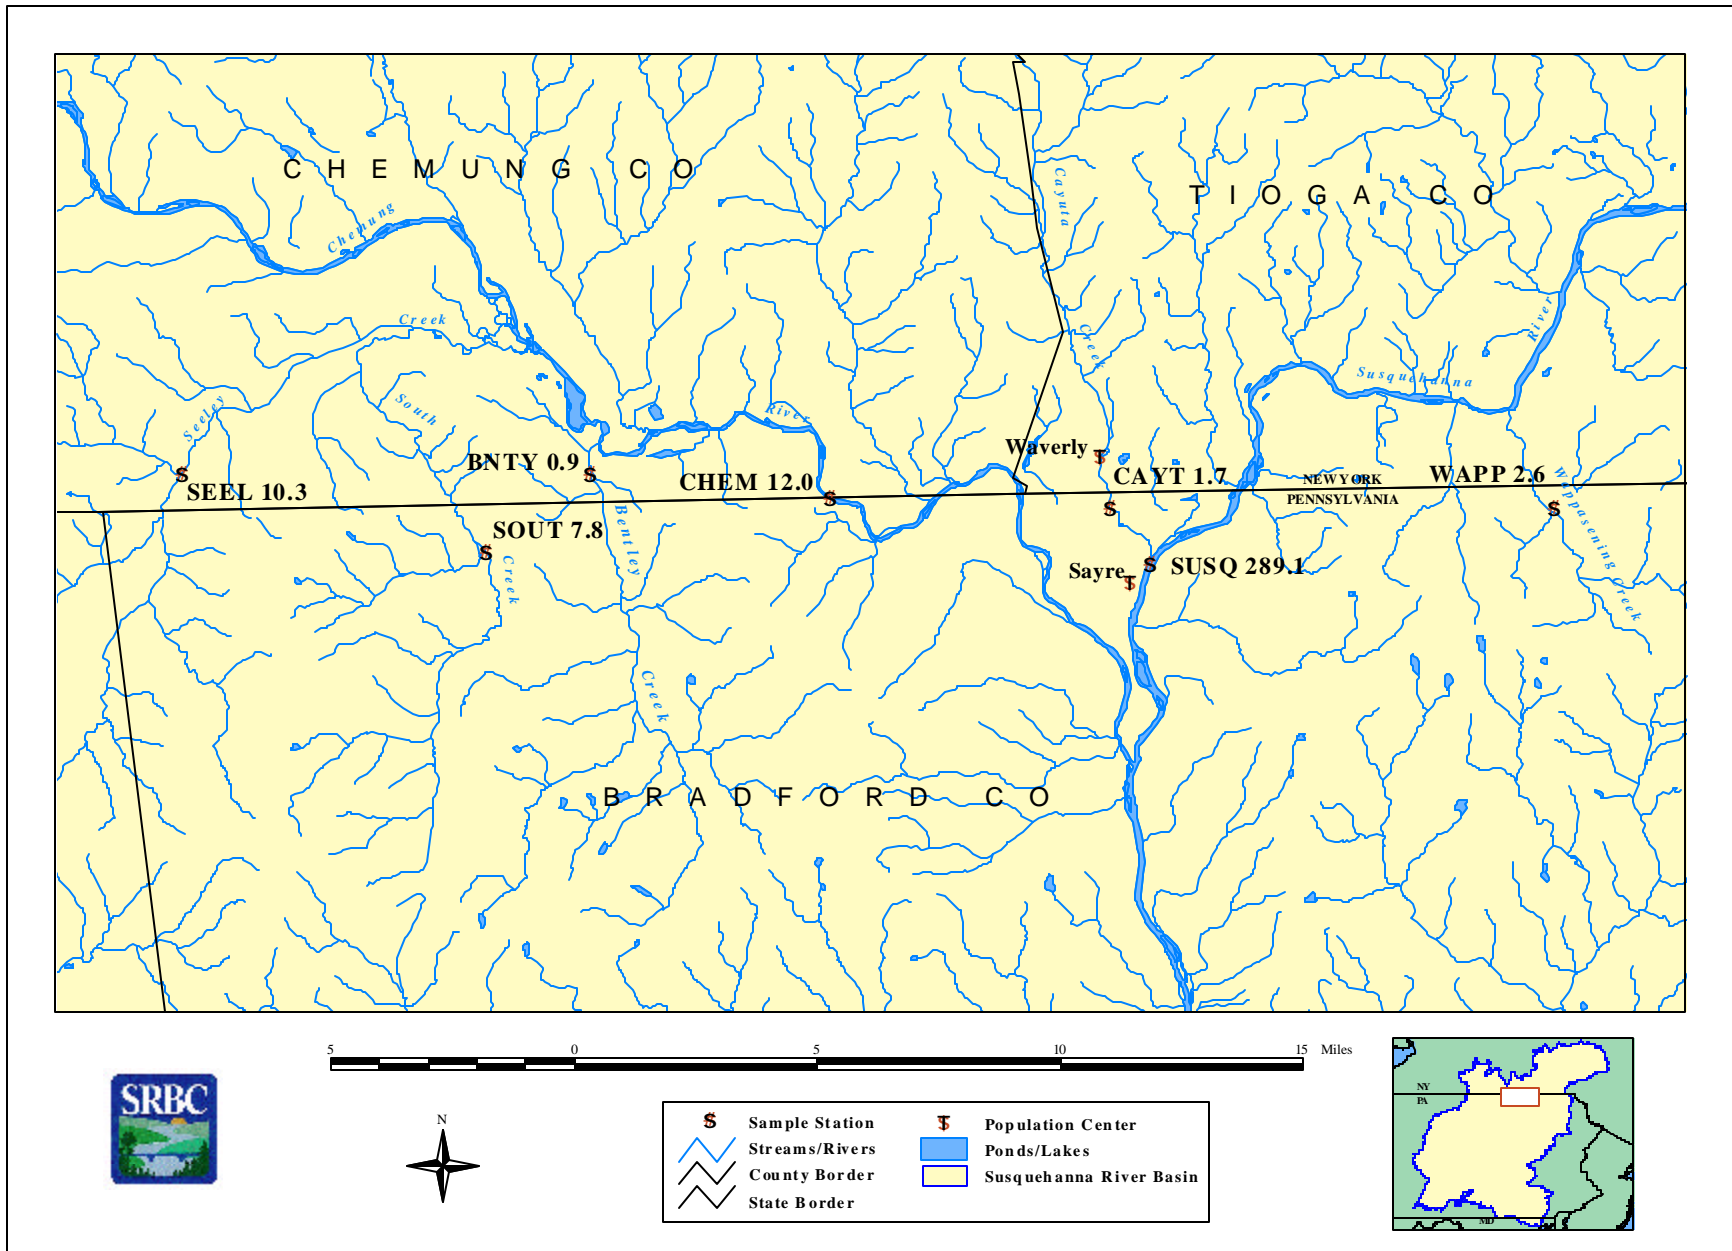 CHEMUNG CO
TIOGA CO
Chemung
Cayuta
Creek
Creek
River
Susquehanna
Seeley
South
River
Waverly
BNTY 0.9
CHEM 12.0
CAYT 1.7
NEW YORK
PENNSYLVANIA
WAPP 2.6
SEEL 10.3
SOUT 7.8
Bentley
Creek
Wappasening Creek
Sayre
SUSQ 289.1
Creek
BRADFORD CO
5 0 5 10 15 Miles
SRBC
N
NY
PA
MD
Sample Station
Streams/Rivers
County Border
State Border
Population Center
Ponds/Lakes
Susquehanna River Basin